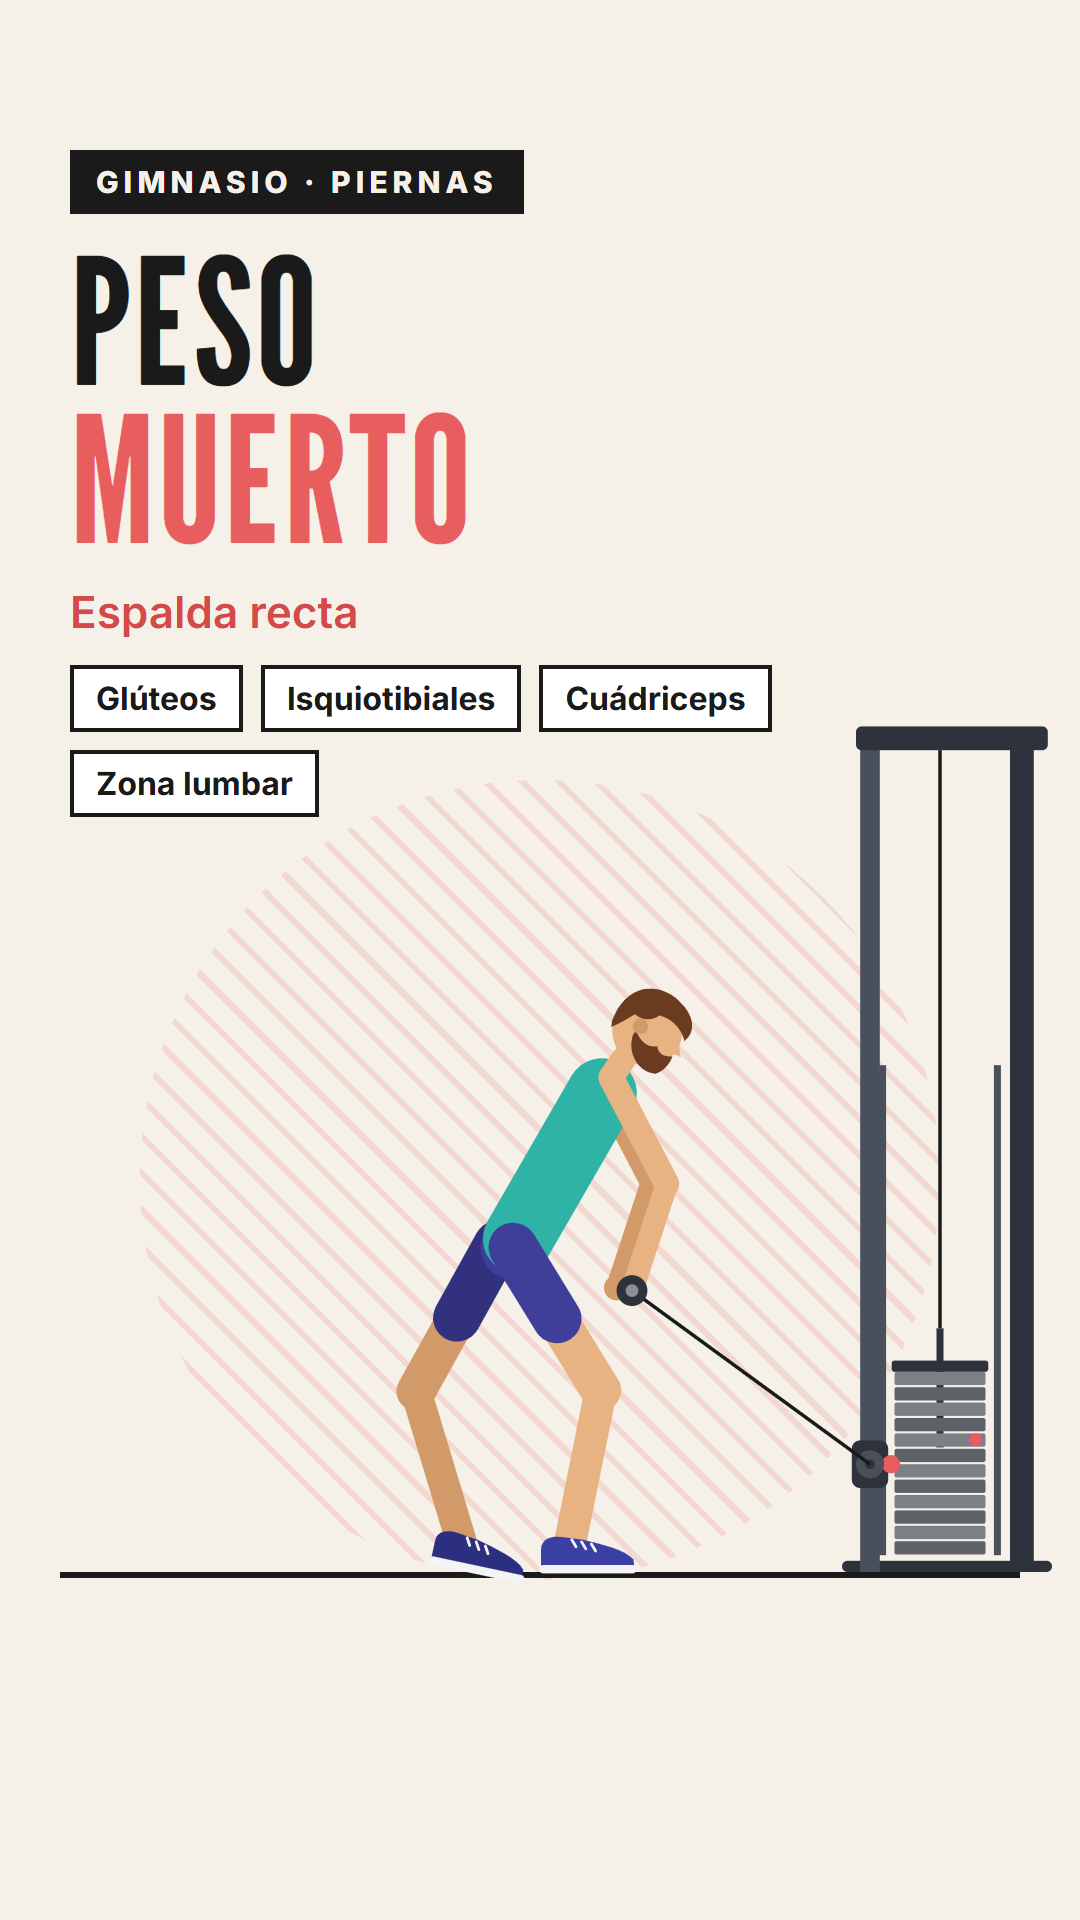 GIMNASIO · PIERNAS
PESO
MUERTO
Espalda recta
Glúteos Isquiotibiales Cuádriceps
Zona lumbar